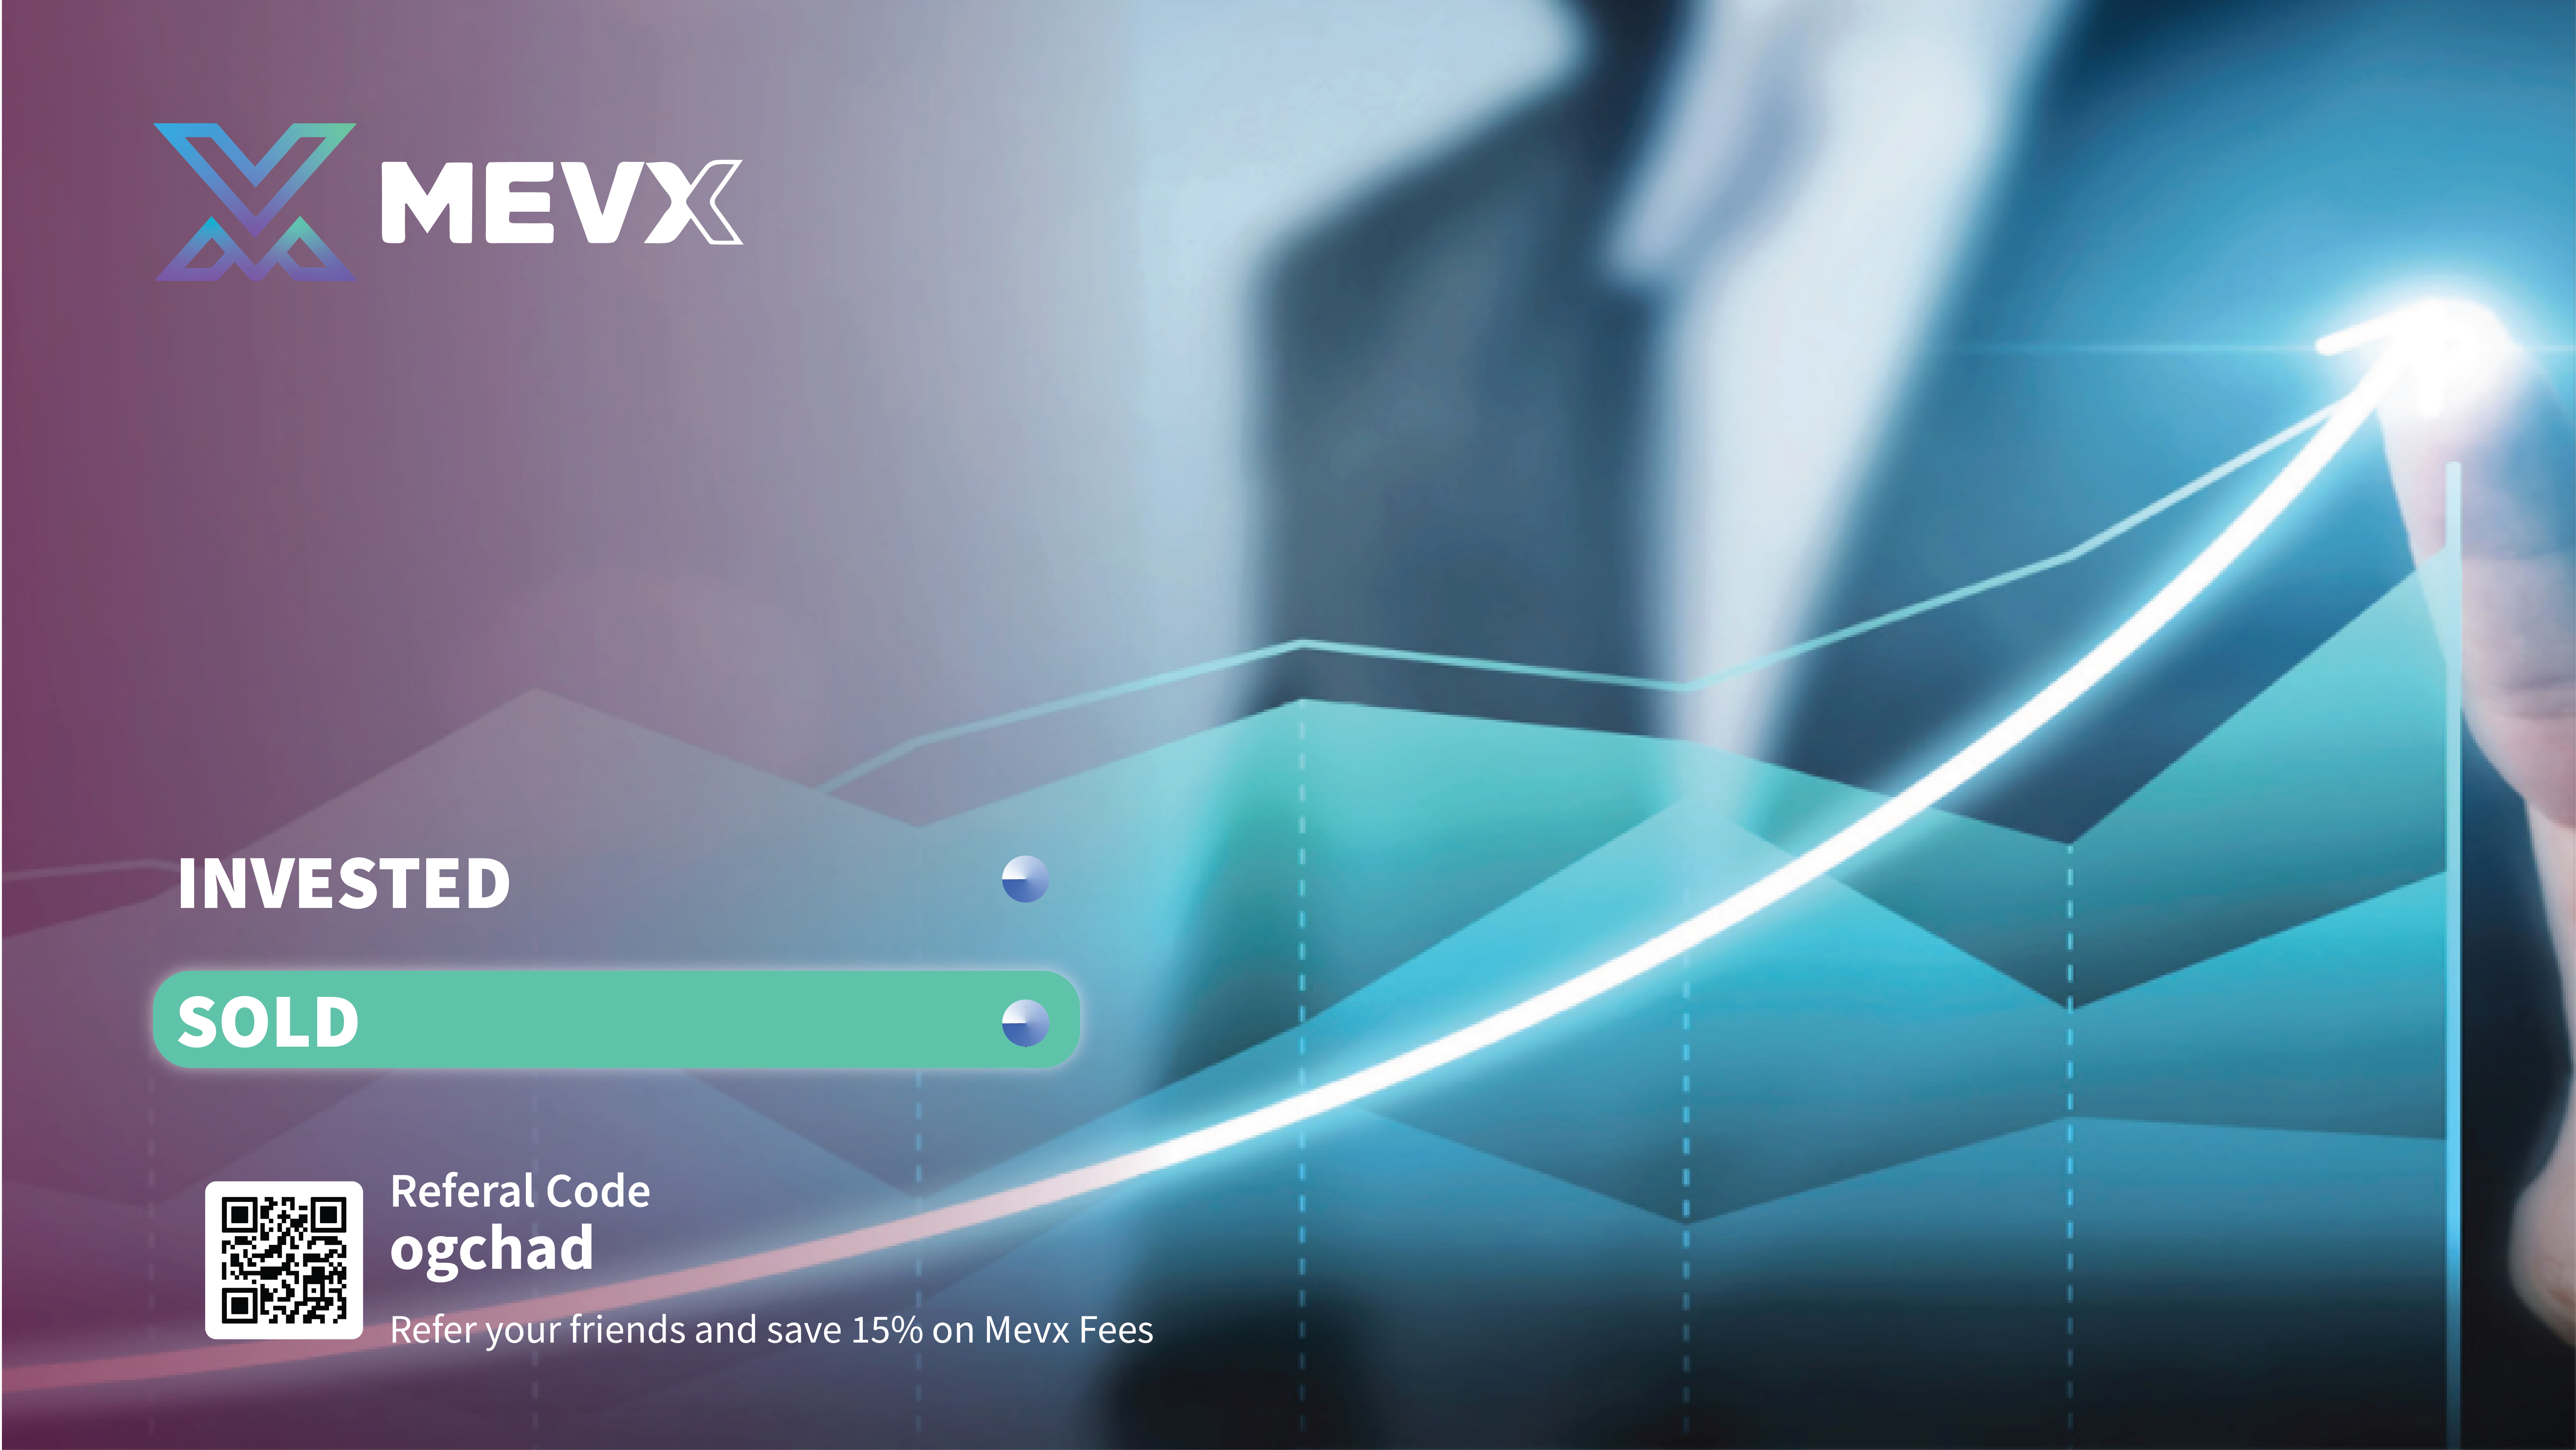 MEVX
INVESTED
SOLD
Referal Code
ogchad
Refer your friends and save 15% on Mevx Fees